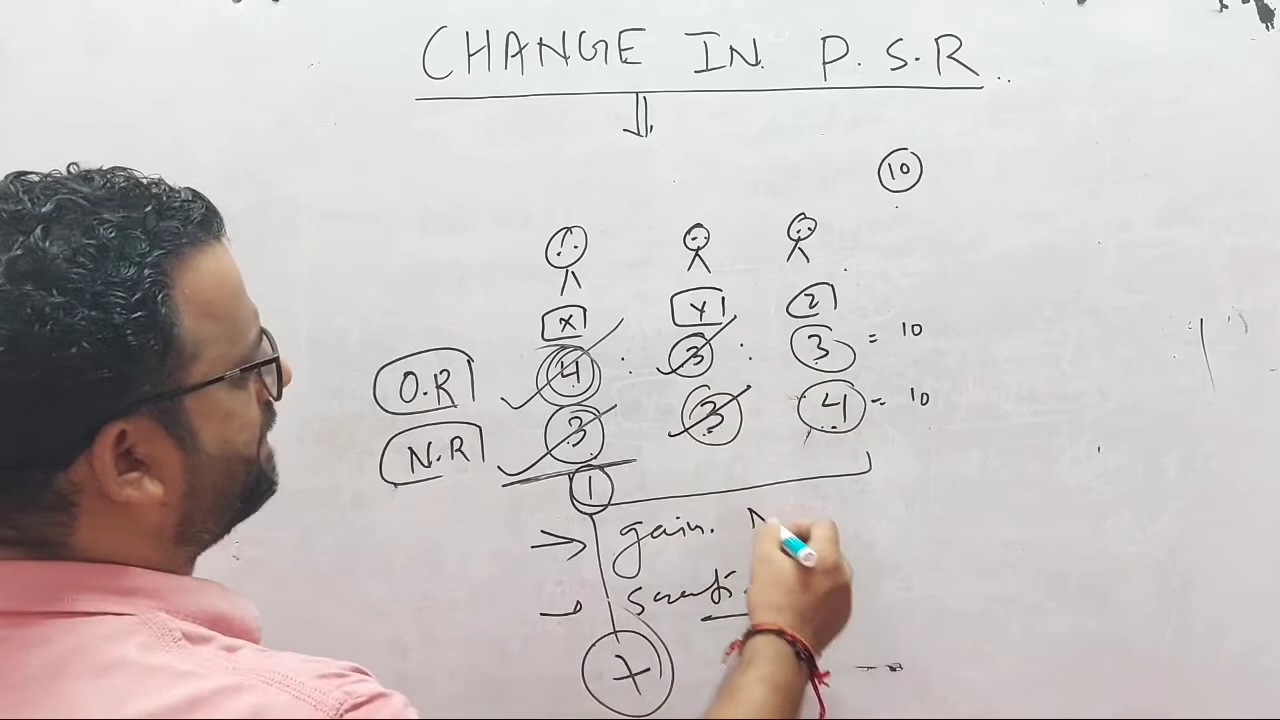 CHANGE IN P.S.R..
10
X Y Z
O.R 4 : 3 : 3 = 10
N.R 3 3 4 = 10
1
→ gain.
+